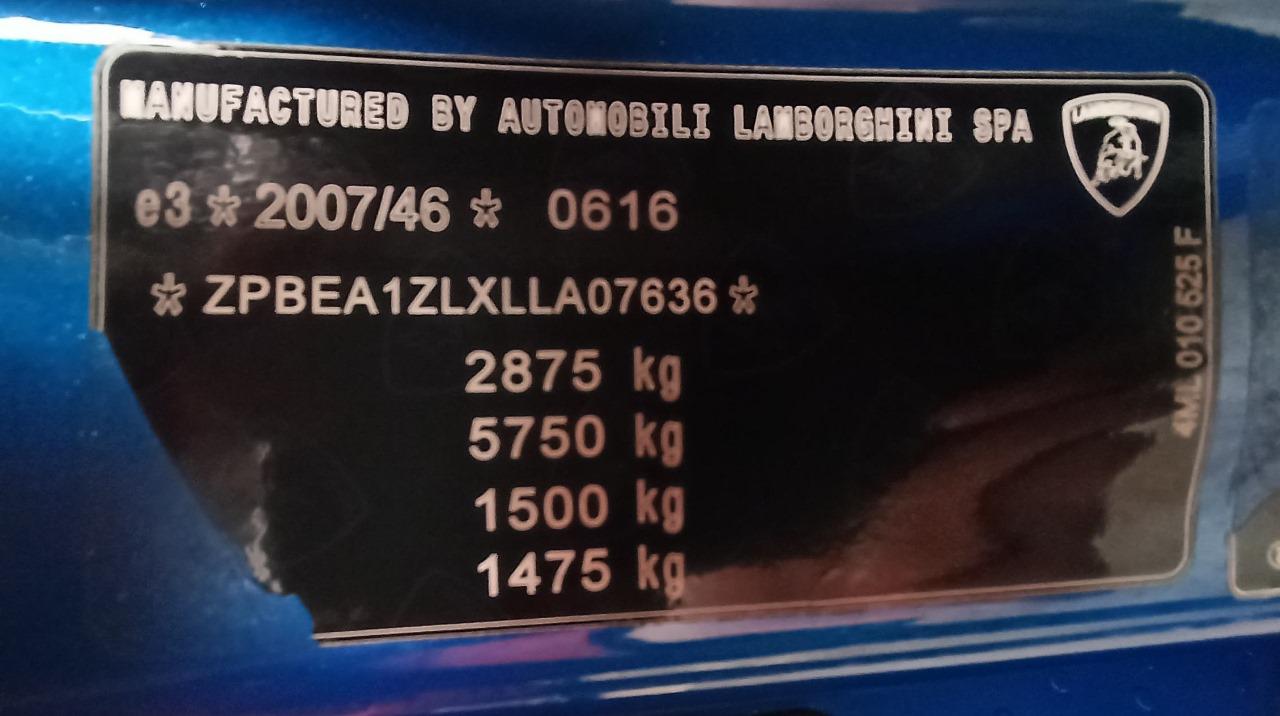 MANUFACTURED BY AUTOMOBILI LAMBORGHINI SPA
e3 * 2007/46 * 0616
* ZPBEA1ZLXLLA07636 *
2875 kg
5750 kg
1500 kg
1475 kg
4ML 010 525 F